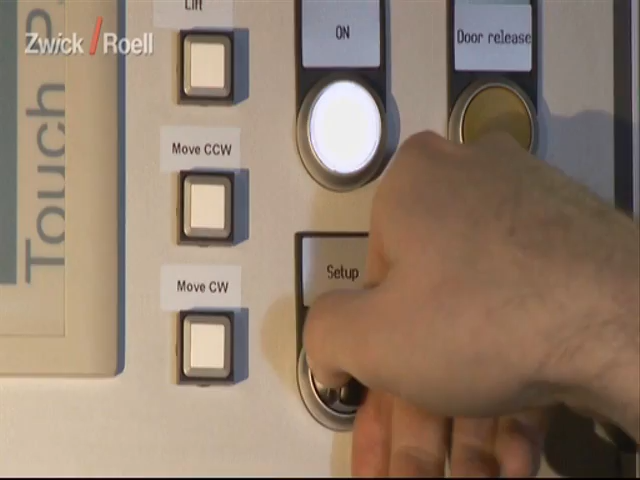 Zwick / Roell
Lift
ON
Door release
Move CCW
Setup
Move CW
Touch P